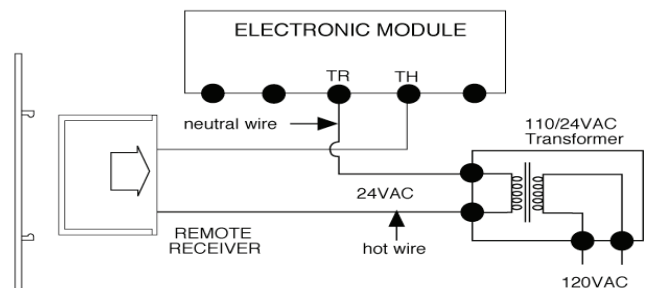 ELECTRONIC MODULE
TR
TH
neutral wire
110/24VAC
Transformer
24VAC
REMOTE
RECEIVER
hot wire
120VAC